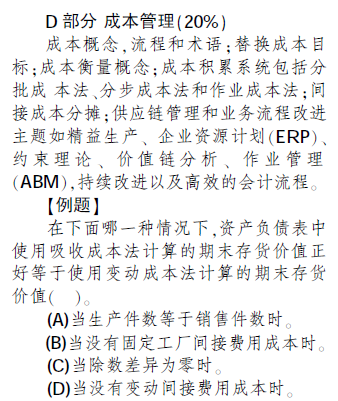 D 部分 成本管理(20%)
成本概念,流程和术语;替换成本目
标;成本衡量概念;成本积累系统包括分
批成 本法、分步成本法和作业成本法;间
接成本分摊;供应链管理和业务流程改进
主题如精益生产、企业资源计划(ERP)、
约束理论、价值链分析、作业管理
(ABM),持续改进以及高效的会计流程。
【例题】
在下面哪一种情况下,资产负债表中
使用吸收成本法计算的期末存货价值正
好等于使用变动成本法计算的期末存货
价值( )。
(A)当生产件数等于销售件数时。
(B)当没有固定工厂间接费用成本时。
(C)当除数差异为零时。
(D)当没有变动间接费用成本时。